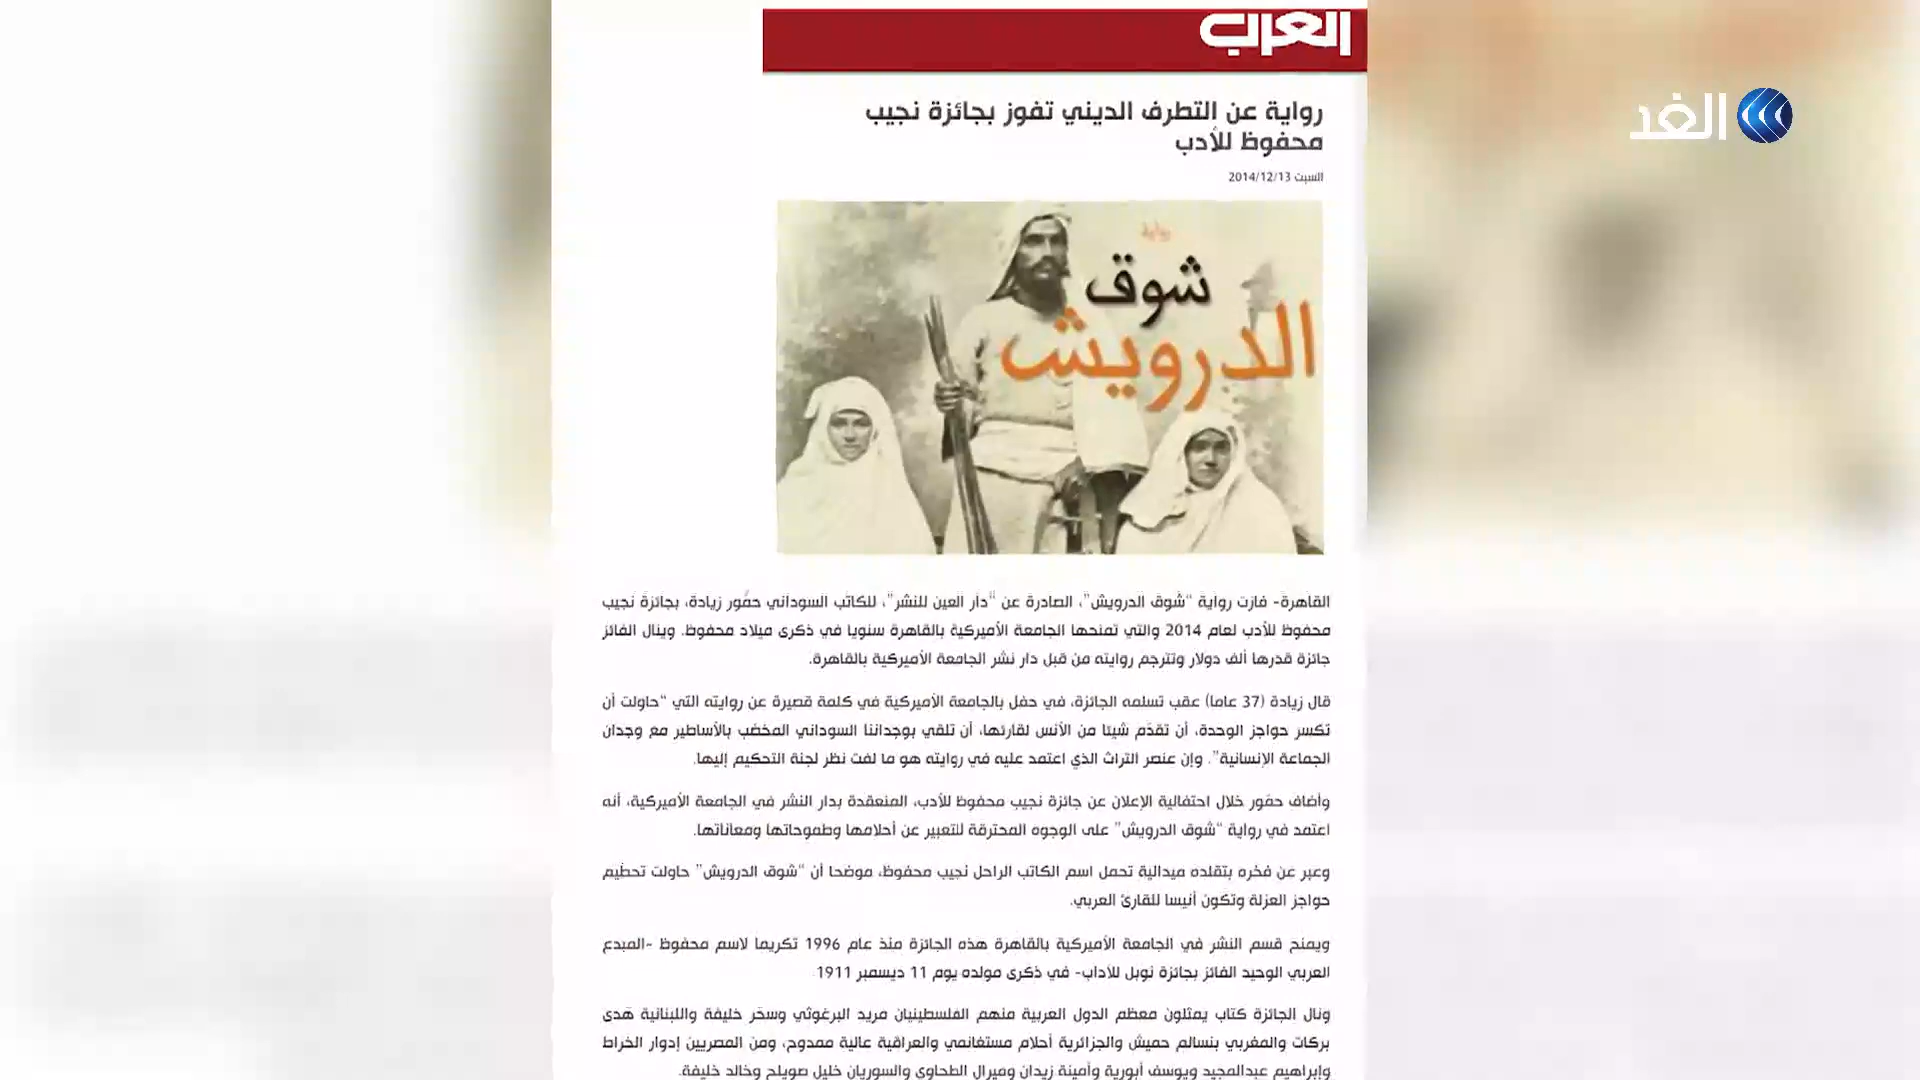 العرب
الغد
رواية عن التطرف الديني تفوز بجائزة نجيب
محفوظ للأدب
السبت 2014/12/13
رواية
شوق
الدرويش
القاهرة- فازت رواية “شوق الدرويش”، الصادرة عن “دار العين للنشر”، للكاتب السوداني حمّور زيادة، بجائزة نجيب
محفوظ للأدب لعام 2014 والتي تمنحها الجامعة الأميركية بالقاهرة سنويا في ذكرى ميلاد محفوظ. وينال الفائز
جائزة قدرها ألف دولار وتترجم روايته من قبل دار نشر الجامعة الأميركية بالقاهرة.
قال زيادة (37 عاما) عقب تسلمه الجائزة، في حفل بالجامعة الأميركية في كلمة قصيرة عن روايته التي “حاولت أن
تكسر حواجز الوحدة، أن تقدّم شيئا من الأنس لقارئها، أن تلقي بوجداننا السوداني المخضب بالأساطير مع وجدان
الجماعة الإنسانية”. وإن عنصر التراث الذي اعتمد عليه في روايته هو ما لفت نظر لجنة التحكيم إليها.
وأضاف حمّور خلال احتفالية الإعلان عن جائزة نجيب محفوظ للأدب، المنعقدة بدار النشر في الجامعة الأميركية، أنه
اعتمد في رواية “شوق الدرويش” على الوجوه المحترقة للتعبير عن أحلامها وطموحاتها ومعاناتها.
وعبر عن فخره بتقلده ميدالية تحمل اسم الكاتب الراحل نجيب محفوظ، موضحا أن “شوق الدرويش” حاولت تحطيم
حواجز العزلة وتكون أنيسا للقارئ العربي.
ويمنح قسم النشر في الجامعة الأميركية بالقاهرة هذه الجائزة منذ عام 1996 تكريما لاسم محفوظ -المبدع
العربي الوحيد الفائز بجائزة نوبل للآداب- في ذكرى مولده يوم 11 ديسمبر 1911
ونال الجائزة كتاب يمثلون معظم الدول العربية منهم الفلسطينيان مريد البرغوثي وسحر خليفة واللبنانية هدى
بركات والمغربي بنسالم حميش والجزائرية أحلام مستغانمي والعراقية عالية ممدوح، ومن المصريين إدوار الخراط
وإبراهيم عبدالمجيد ويوسف أبورية وأمينة زيدان وميرال الطحاوي والسوريان خليل صويلح وخالد خليفة.